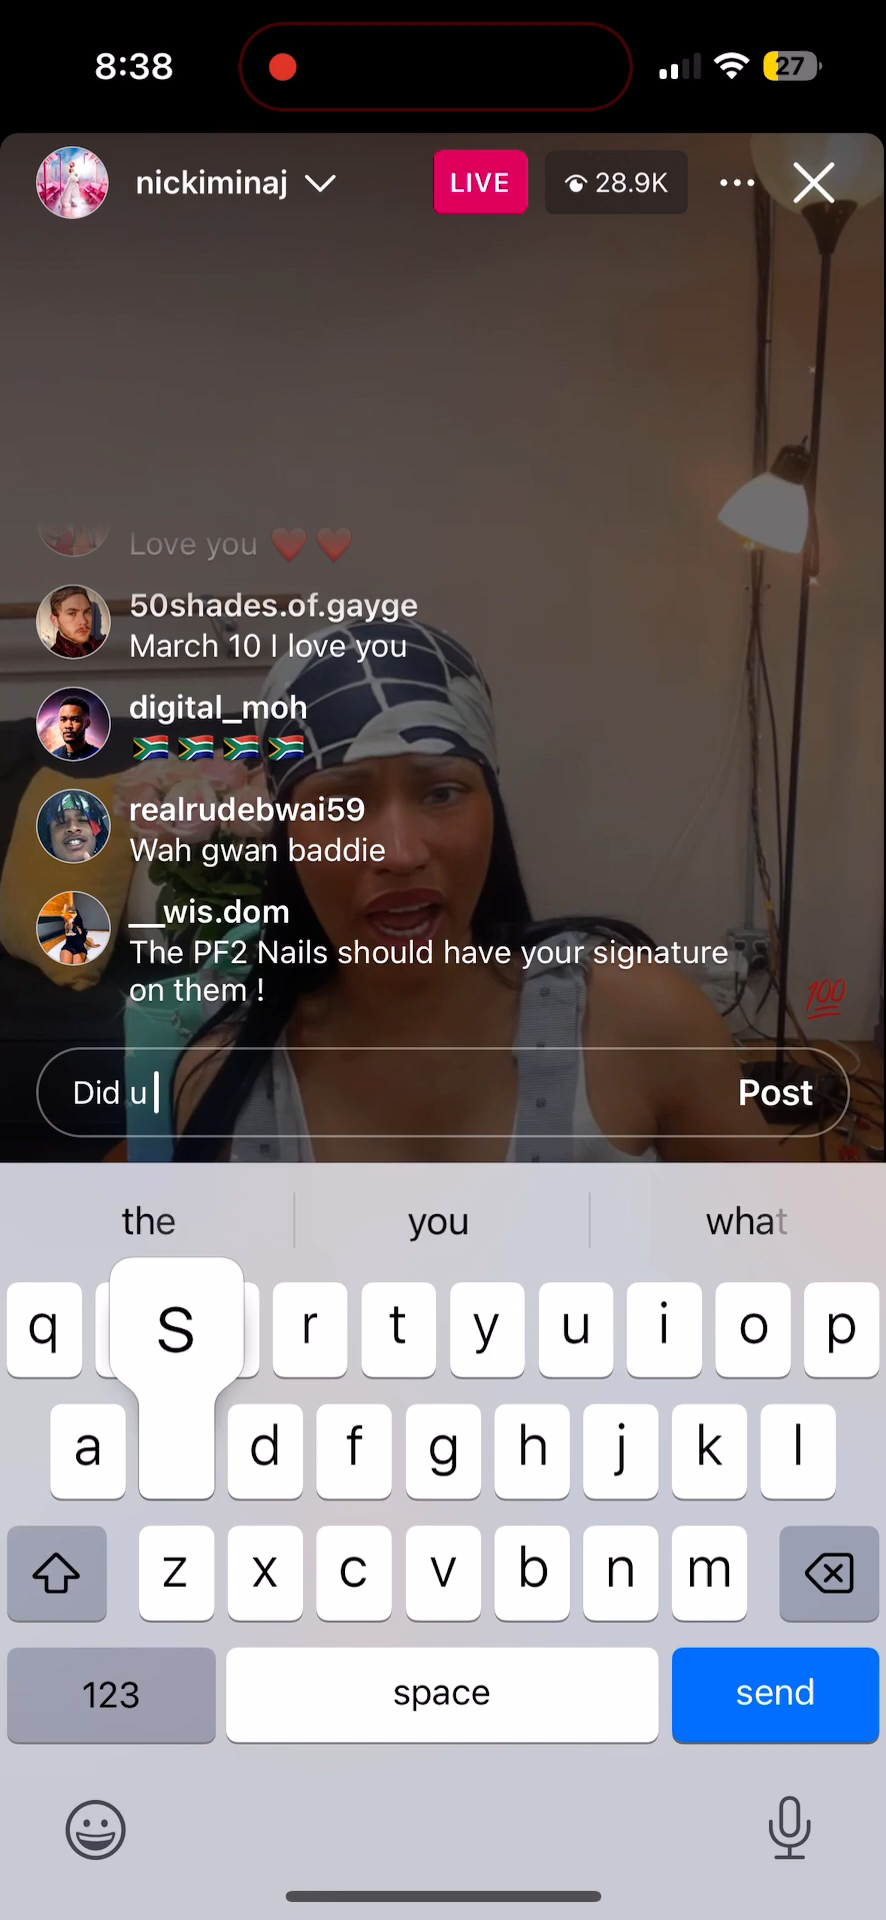 8:38
27
nickiminaj
LIVE
28.9K
Love you ❤️❤️
50shades.of.gayge
March 10 I love you
digital_moh
🇿🇦🇿🇦🇿🇦🇿🇦
realrudebwai59
Wah gwan baddie
__wis.dom
The PF2 Nails should have your signature
on them !
💯
Did u
Post
the you what
q r t y u i o p
S
a d f g h j k l
z x c v b n m
123 space send